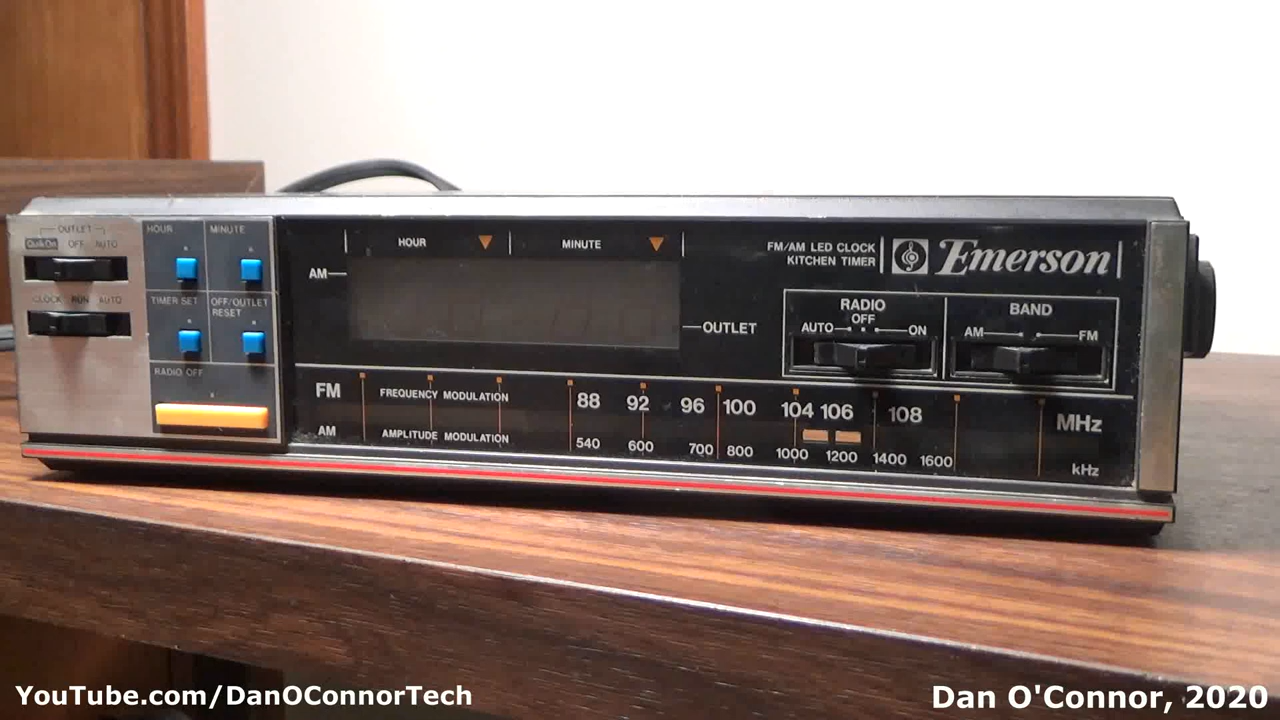 OUTLET
QuikOn OFF AUTO
CLOCK RUN AUTO
HOUR MINUTE
TIMER SET OFF/OUTLET
RESET
RADIO OFF
HOUR MINUTE
AM
OUTLET
FM/AM LED CLOCK
KITCHEN TIMER
Emerson
RADIO
OFF
AUTO ON
BAND
AM FM
FM FREQUENCY MODULATION 88 92 96 100 104 106 108 MHz
AM AMPLITUDE MODULATION 540 600 700 800 1000 1200 1400 1600 kHz
YouTube.com/DanOConnorTech
Dan O'Connor, 2020